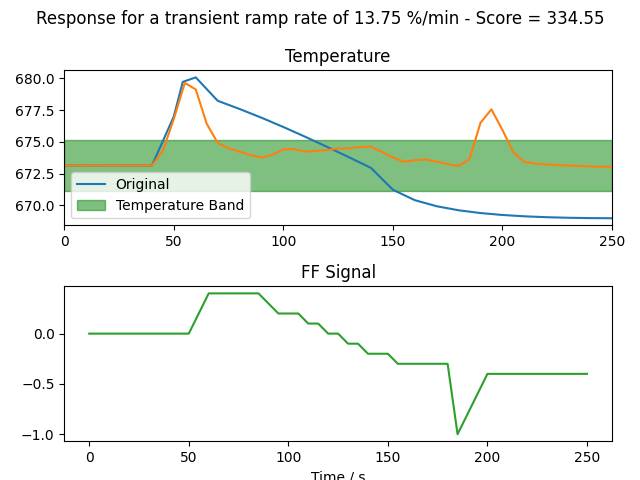 Response for a transient ramp rate of 13.75 %/min - Score = 334.55
Temperature
680.0
677.5
675.0
672.5
670.0
Original
Temperature Band
0 50 100 150 200 250
FF Signal
0.0
−0.5
−1.0
0 50 100 150 200 250
Time / s